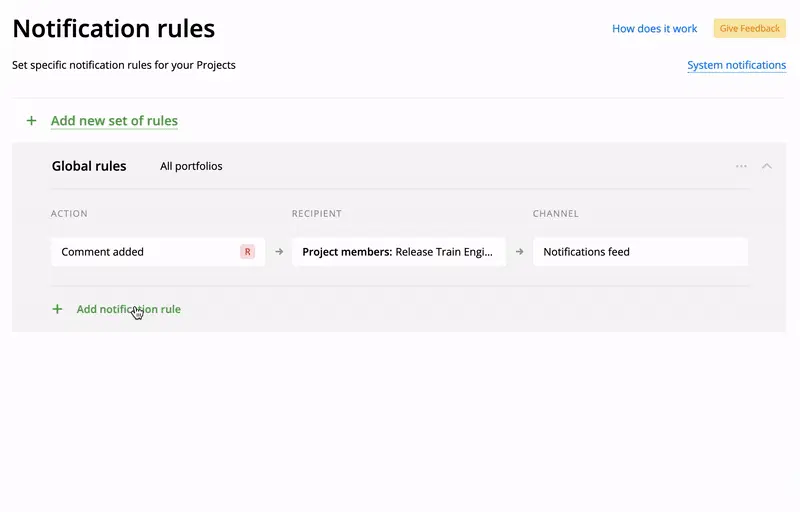 Notification rules
How does it work
Give Feedback
Set specific notification rules for your Projects
System notifications
+ Add new set of rules
Global rules
All portfolios
ACTION
RECIPIENT
CHANNEL
Comment added
R
Project members: Release Train Engi...
Notifications feed
+ Add notification rule